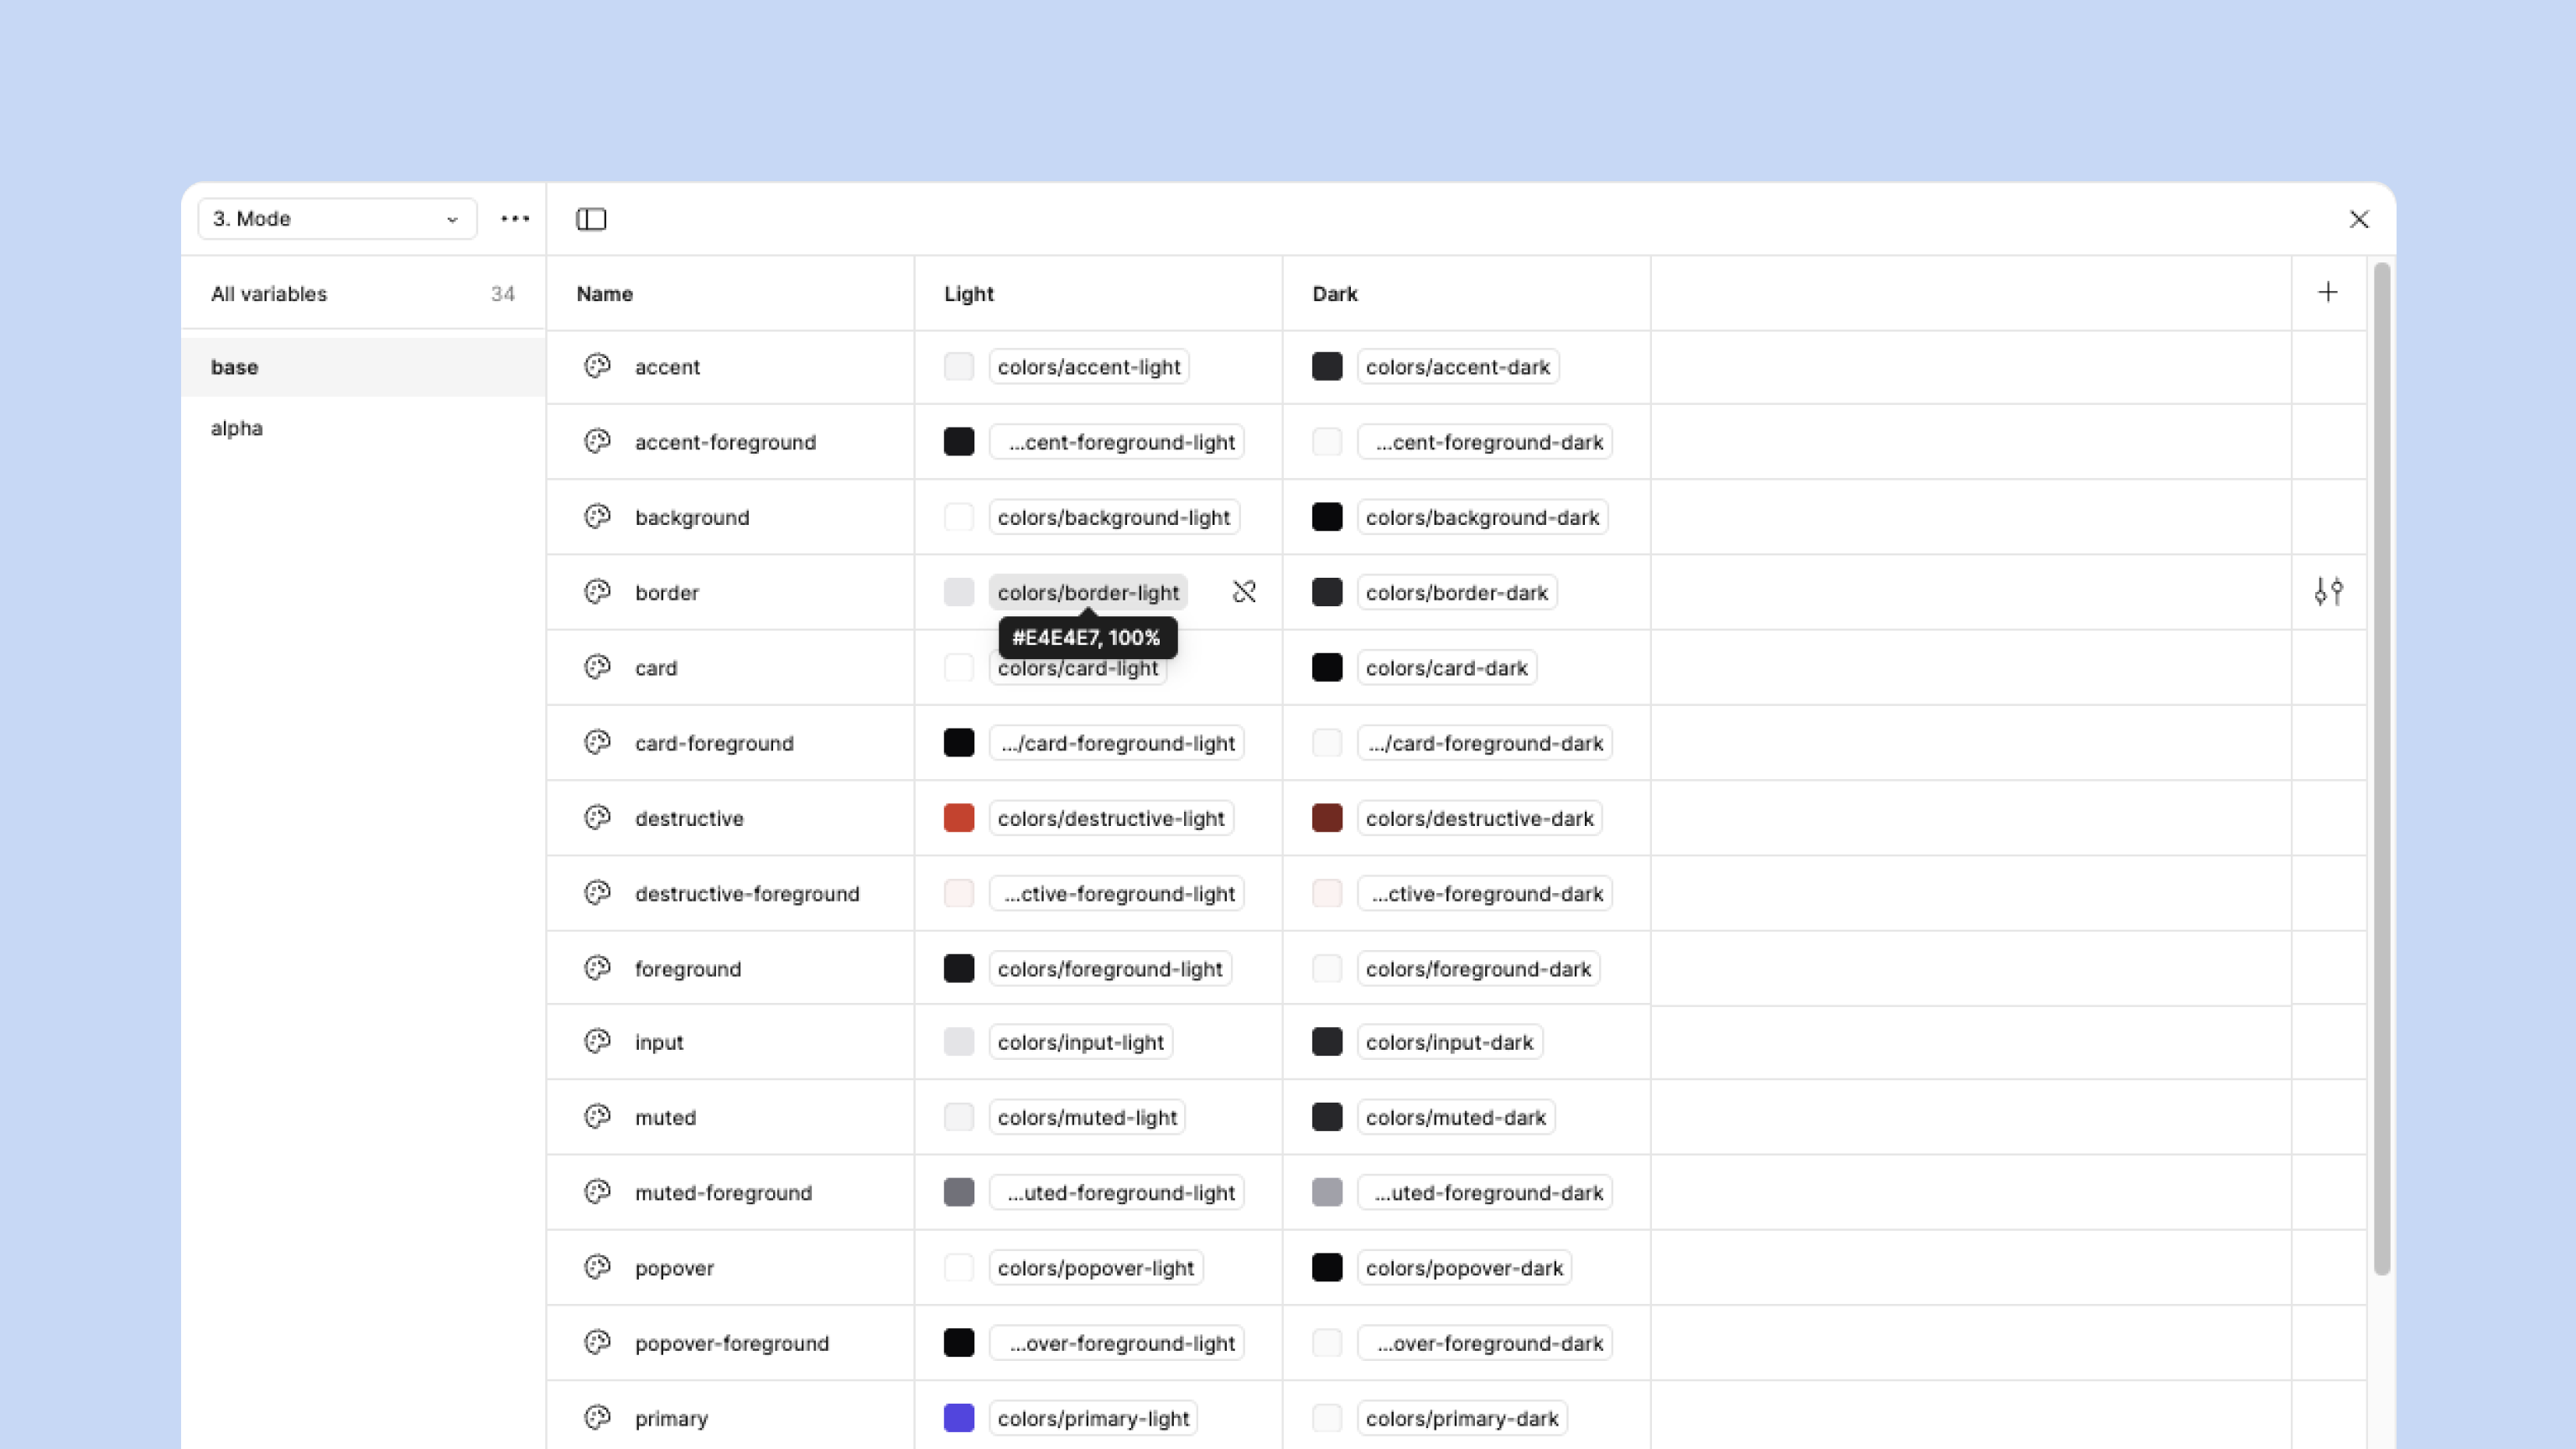 3. Mode
All variables 34
base
alpha
Name Light Dark
accent colors/accent-light colors/accent-dark
accent-foreground ...cent-foreground-light ...cent-foreground-dark
background colors/background-light colors/background-dark
border colors/border-light colors/border-dark
#E4E4E7, 100%
card colors/card-light colors/card-dark
card-foreground .../card-foreground-light .../card-foreground-dark
destructive colors/destructive-light colors/destructive-dark
destructive-foreground ...ctive-foreground-light ...ctive-foreground-dark
foreground colors/foreground-light colors/foreground-dark
input colors/input-light colors/input-dark
muted colors/muted-light colors/muted-dark
muted-foreground ...uted-foreground-light ...uted-foreground-dark
popover colors/popover-light colors/popover-dark
popover-foreground ...over-foreground-light ...over-foreground-dark
primary colors/primary-light colors/primary-dark